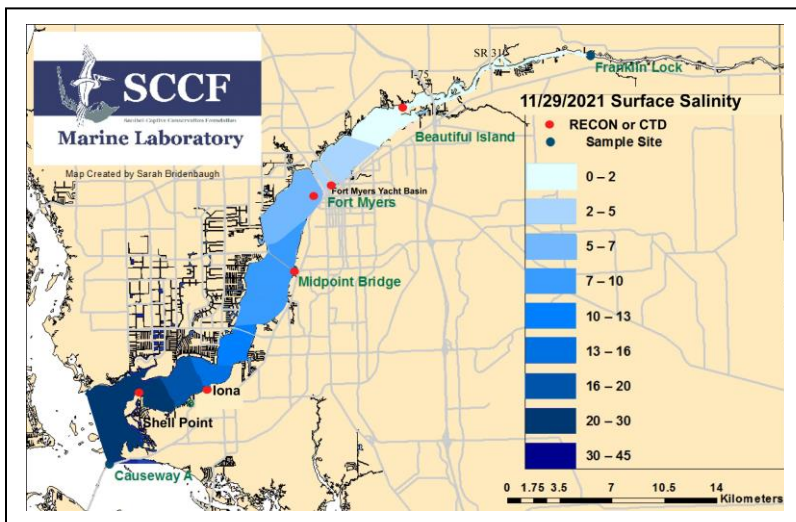 SCCF
Sanibel-Captiva Conservation Foundation
Marine Laboratory
Map Created by Sarah Bridenbaugh
SR 31
I-75
Franklin Lock
Beautiful Island
Fort Myers Yacht Basin
Fort Myers
Midpoint Bridge
Iona
Shell Point
Causeway A
11/29/2021 Surface Salinity
RECON or CTD
Sample Site
0 – 2
2 – 5
5 – 7
7 – 10
10 – 13
13 – 16
16 – 20
20 – 30
30 – 45
0 1.75 3.5 7 10.5 14
Kilometers